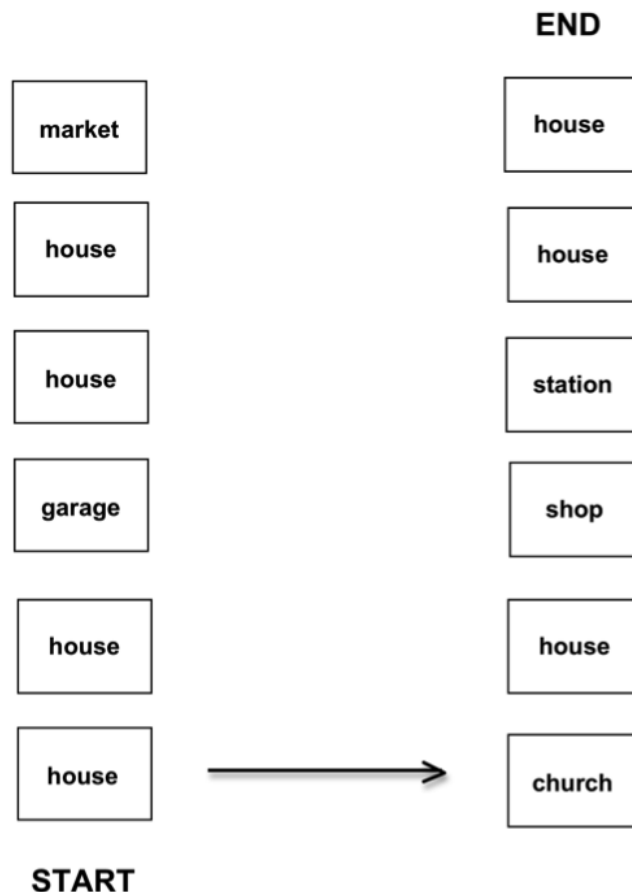 END
market
house
house
house
house
station
garage
shop
house
house
house
church
START